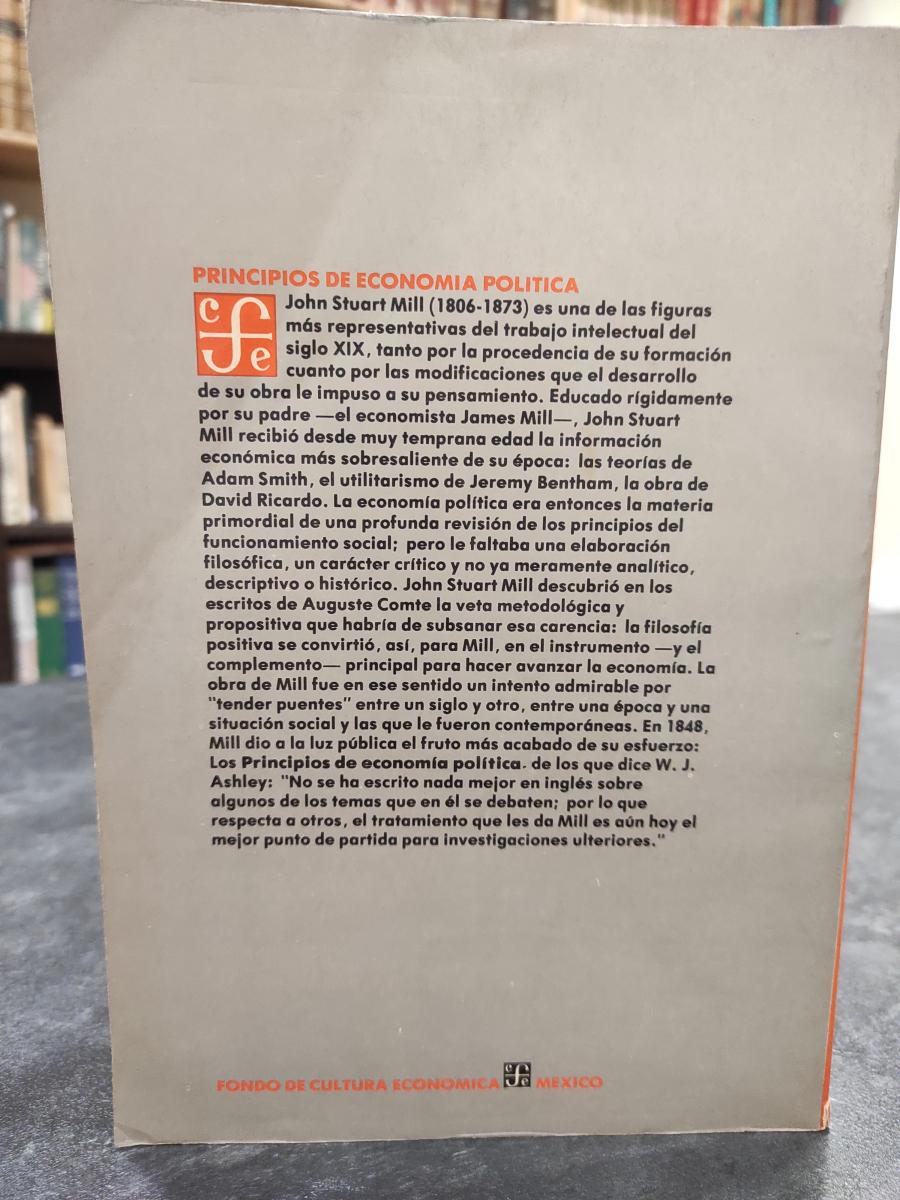 PRINCIPIOS DE ECONOMIA POLITICA
cfe
John Stuart Mill (1806-1873) es una de las figuras
más representativas del trabajo intelectual del
siglo XIX, tanto por la procedencia de su formación
cuanto por las modificaciones que el desarrollo
de su obra le impuso a su pensamiento. Educado rígidamente
por su padre —el economista James Mill—, John Stuart
Mill recibió desde muy temprana edad la información
económica más sobresaliente de su época: las teorías de
Adam Smith, el utilitarismo de Jeremy Bentham, la obra de
David Ricardo. La economía política era entonces la materia
primordial de una profunda revisión de los principios del
funcionamiento social; pero le faltaba una elaboración
filosófica, un carácter crítico y no ya meramente analítico,
descriptivo o histórico. John Stuart Mill descubrió en los
escritos de Auguste Comte la veta metodológica y
propositiva que habría de subsanar esa carencia: la filosofía
positiva se convirtió, así, para Mill, en el instrumento —y el
complemento— principal para hacer avanzar la economía. La
obra de Mill fue en ese sentido un intento admirable por
"tender puentes" entre un siglo y otro, entre una época y una
situación social y las que le fueron contemporáneas. En 1848,
Mill dio a la luz pública el fruto más acabado de su esfuerzo:
Los Principios de economía política. de los que dice W. J.
Ashley: "No se ha escrito nada mejor en inglés sobre
algunos de los temas que en él se debaten; por lo que
respecta a otros, el tratamiento que les da Mill es aún hoy el
mejor punto de partida para investigaciones ulteriores."
FONDO DE CULTURA ECONOMICA cfe MEXICO